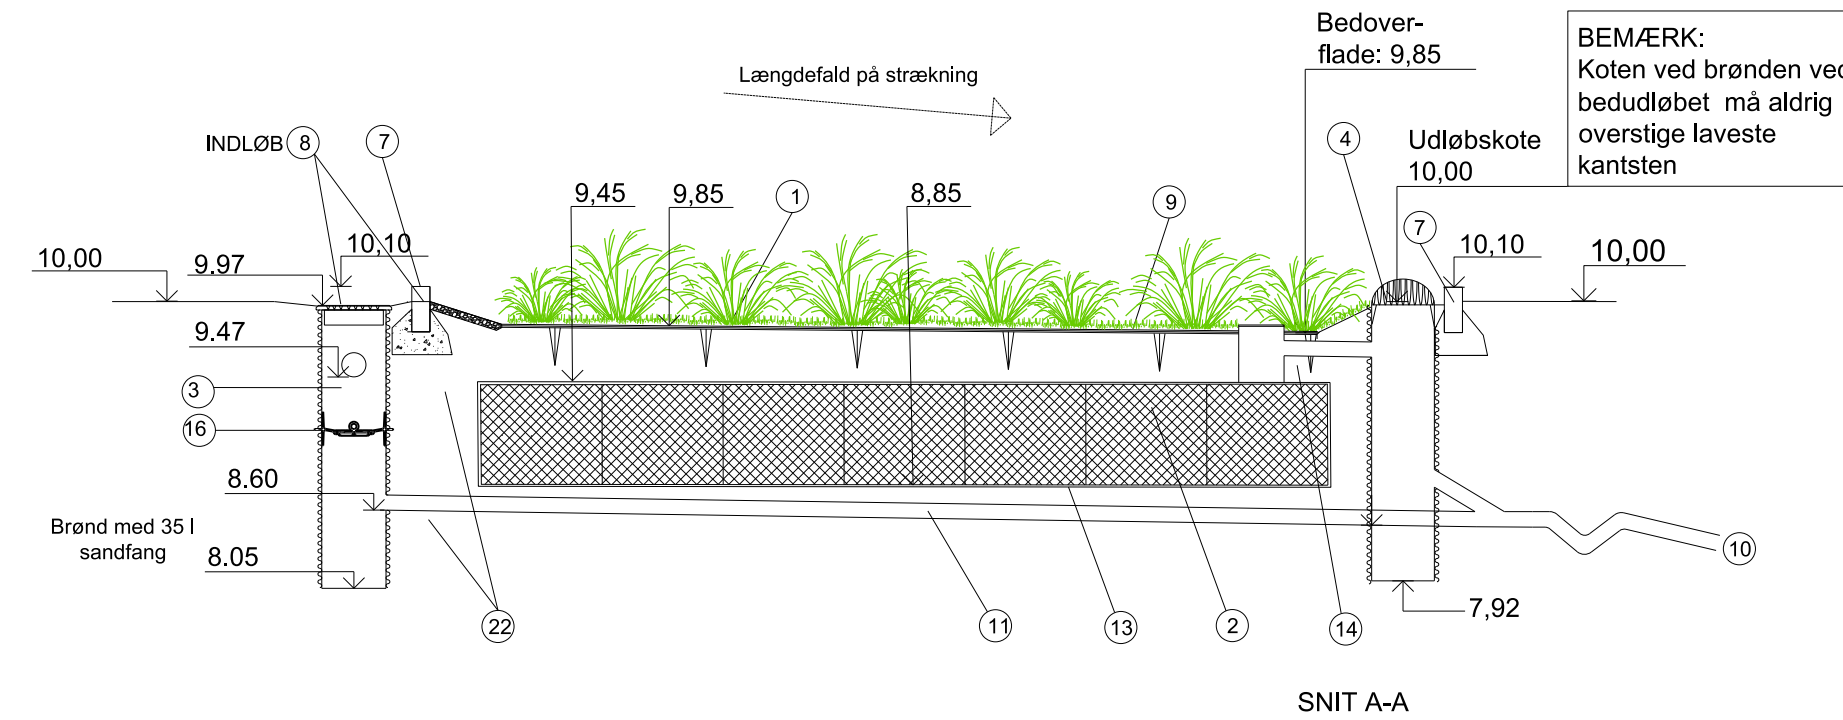 Bedover-
flade: 9,85
BEMÆRK:
Koten ved brønden ved
bedudløbet må aldrig
overstige laveste
kantsten
Længdefald på strækning
INDLØB 8
7
4
Udløbskote
10,00
9,45
9,85
1
8,85
9
7
10,00
9.97
10,10
10,10
10,00
9.47
3
16
8.60
Brønd med 35 l
sandfang
8.05
10
22
11
13
2
14
7,92
SNIT A-A